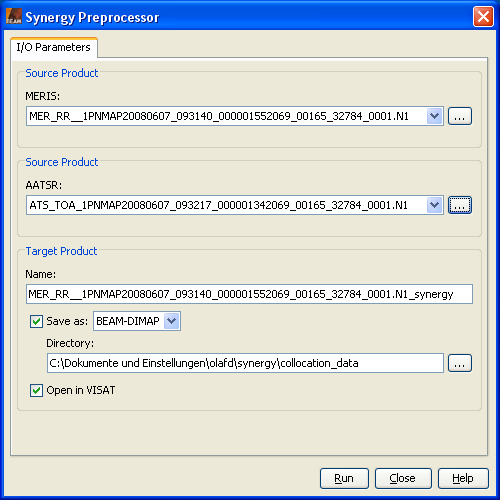 BEAM
Synergy Preprocessor
I/O Parameters
Source Product
MERIS:
MER_RR__1PNMAP20080607_093140_000001552069_00165_32784_0001.N1
...
Source Product
AATSR:
ATS_TOA_1PNMAP20080607_093217_000001342069_00165_32784_0001.N1
...
Target Product
Name:
MER_RR__1PNMAP20080607_093140_000001552069_00165_32784_0001.N1_synergy
Save as: BEAM-DIMAP
Directory:
C:\Dokumente und Einstellungen\olafd\synergy\collocation_data
...
Open in VISAT
Run Close Help